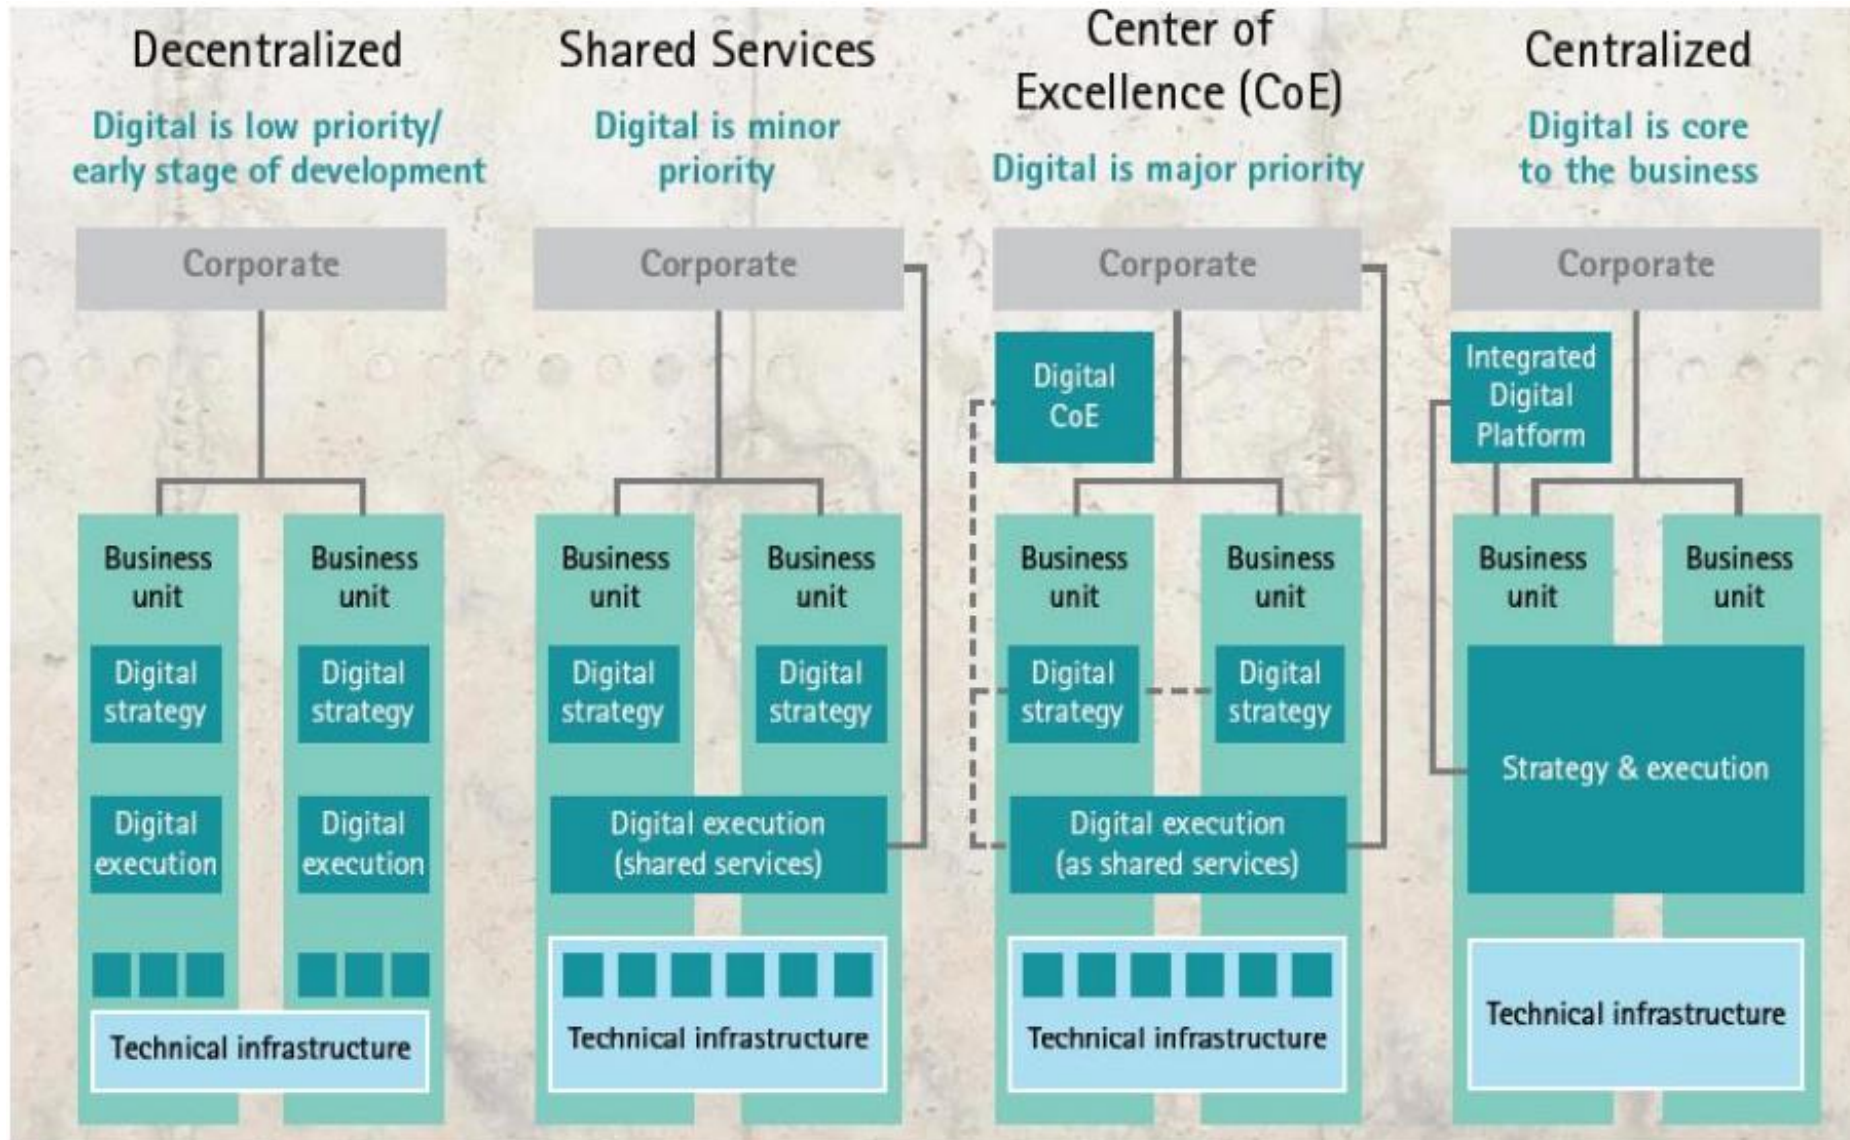 Decentralized
Digital is low priority/
early stage of development
Corporate
Business
unit
Business
unit
Digital
strategy
Digital
strategy
Digital
execution
Digital
execution
Technical infrastructure
Shared Services
Digital is minor
priority
Corporate
Business
unit
Business
unit
Digital
strategy
Digital
strategy
Digital execution
(shared services)
Technical infrastructure
Center of
Excellence (CoE)
Digital is major priority
Corporate
Digital
CoE
Business
unit
Business
unit
Digital
strategy
Digital
strategy
Digital execution
(as shared services)
Technical infrastructure
Centralized
Digital is core
to the business
Corporate
Integrated
Digital
Platform
Business
unit
Business
unit
Strategy & execution
Technical infrastructure